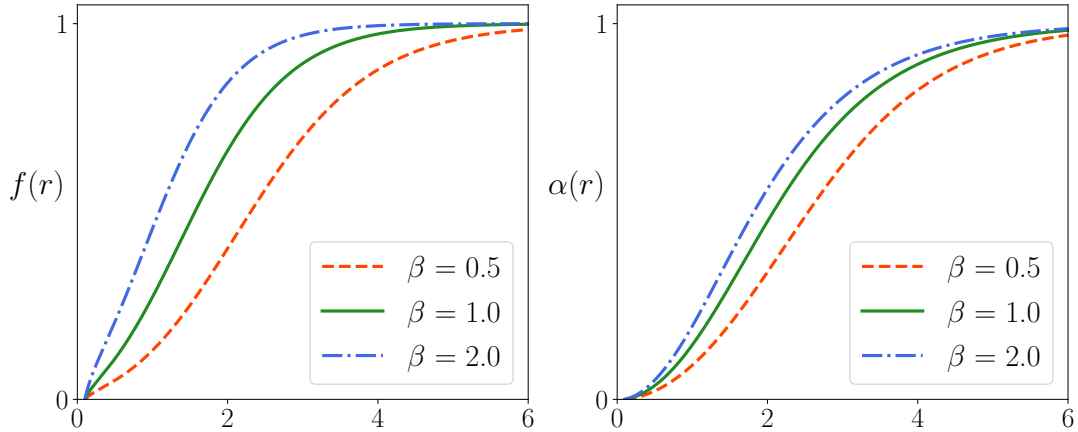 1
f(r)
β = 0.5
β = 1.0
β = 2.0
0
0 2 4 6
1
α(r)
β = 0.5
β = 1.0
β = 2.0
0
0 2 4 6